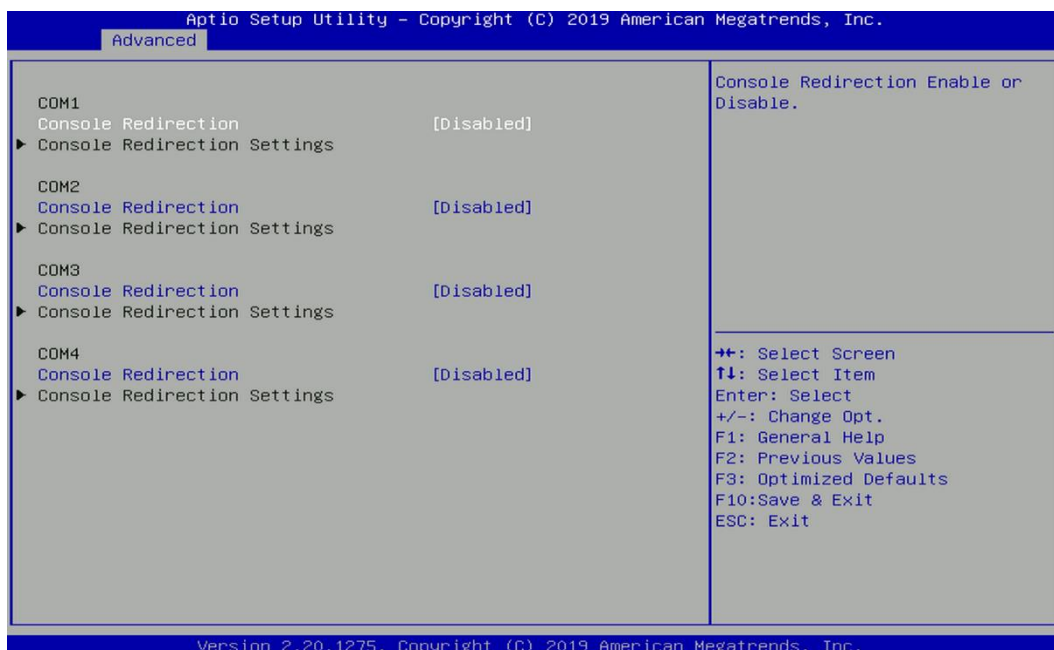 Aptio Setup Utility – Copyright (C) 2019 American Megatrends, Inc.
Advanced
COM1
Console Redirection [Disabled]
▶ Console Redirection Settings
COM2
Console Redirection [Disabled]
▶ Console Redirection Settings
COM3
Console Redirection [Disabled]
▶ Console Redirection Settings
COM4
Console Redirection [Disabled]
▶ Console Redirection Settings
Console Redirection Enable or
Disable.
→←: Select Screen
↑↓: Select Item
Enter: Select
+/-: Change Opt.
F1: General Help
F2: Previous Values
F3: Optimized Defaults
F10:Save & Exit
ESC: Exit
Version 2.20.1275. Copyright (C) 2019 American Megatrends, Inc.